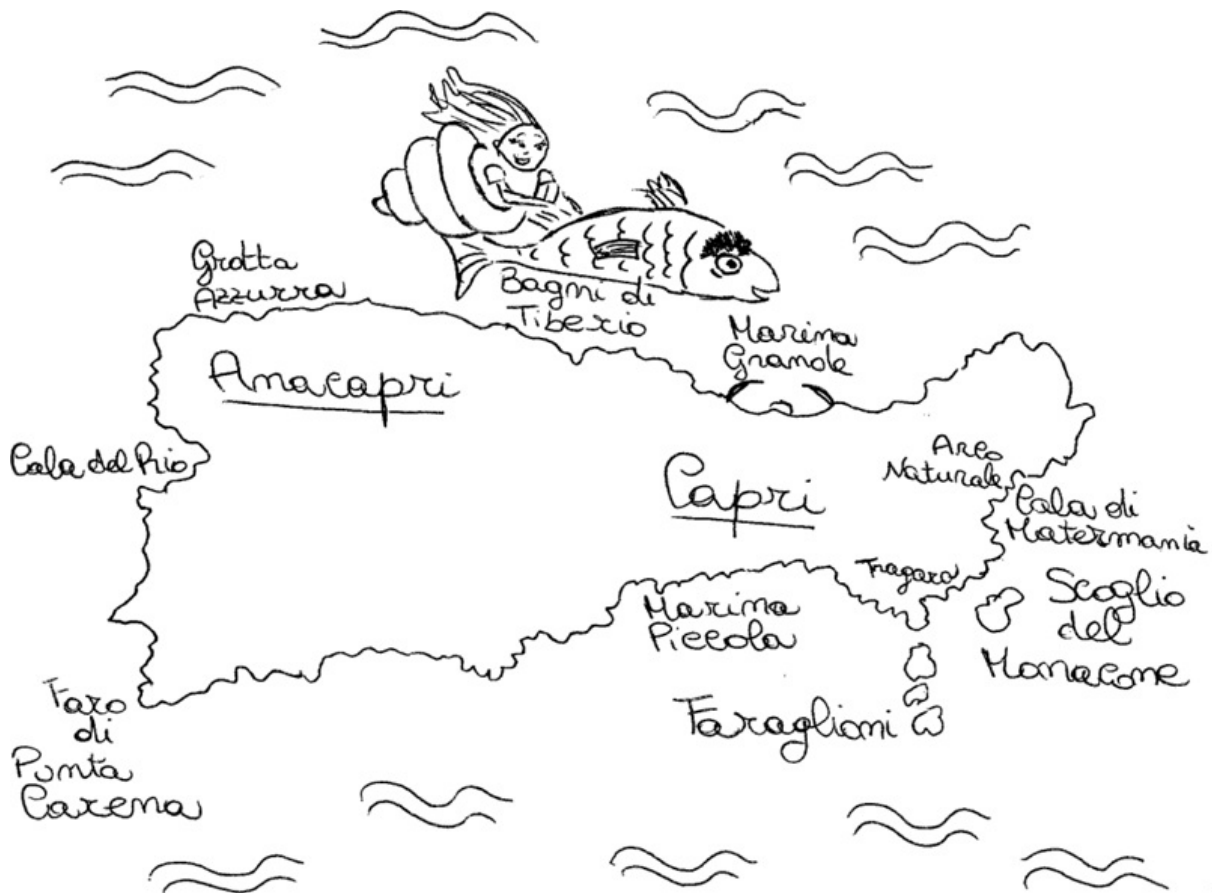 Grotta
Azzurra
Bagni di
Tiberio
Marina
Grande
Anacapri
Cala del Rio
Arco
Naturale
Capri
Cala di
Matermania
Tragara
Scoglio
del
Monacone
Marina
Piccola
Faraglioni
Faro
di
Punta
Carena